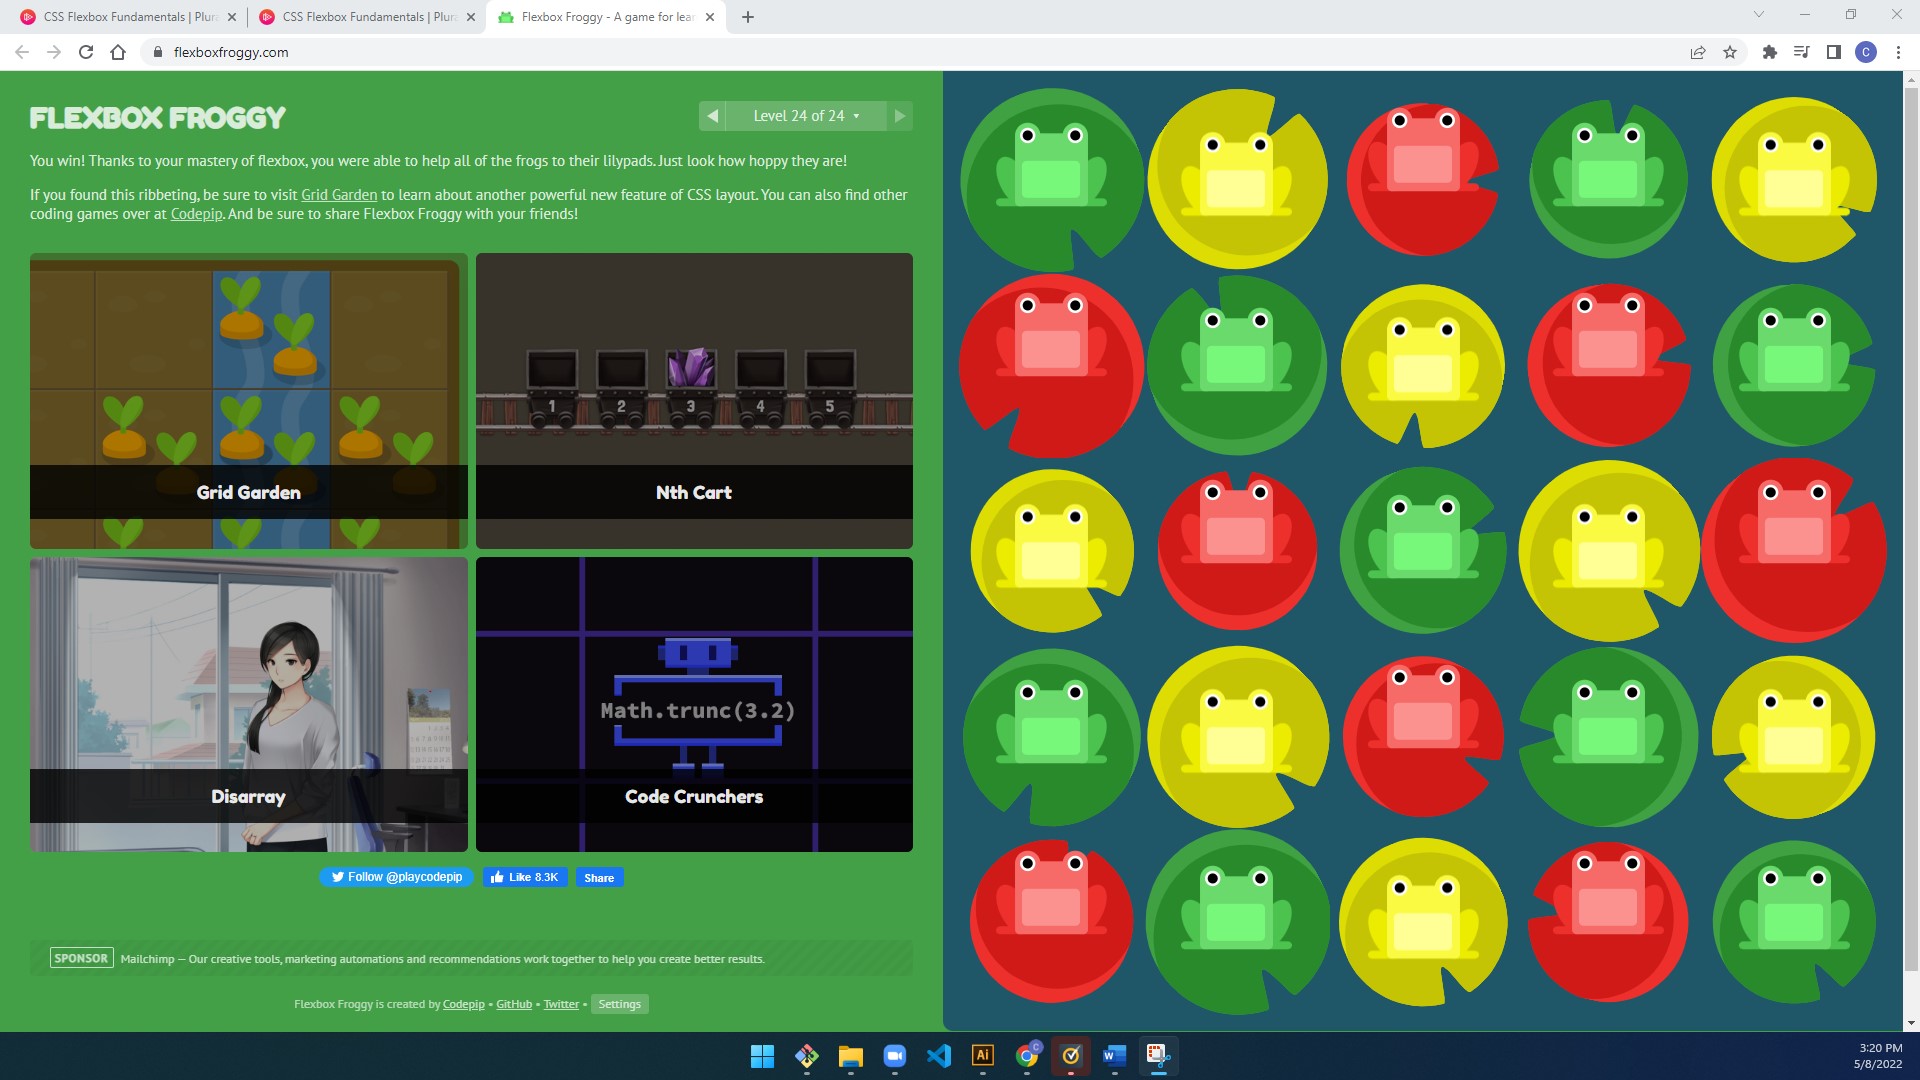 CSS Flexbox Fundamentals | Plura
CSS Flexbox Fundamentals | Plura
Flexbox Froggy - A game for lear
flexboxfroggy.com
C
FLEXBOX FROGGY
Level 24 of 24
You win! Thanks to your mastery of flexbox, you were able to help all of the frogs to their lilypads. Just look how hoppy they are!
If you found this ribbeting, be sure to visit Grid Garden to learn about another powerful new feature of CSS layout. You can also find other
coding games over at Codepip. And be sure to share Flexbox Froggy with your friends!
1 2 3 4 5
Grid Garden
Nth Cart
Math.trunc(3.2)
Disarray
Code Crunchers
Follow @playcodepip
Like 8.3K
Share
SPONSOR Mailchimp — Our creative tools, marketing automations and recommendations work together to help you create better results.
Flexbox Froggy is created by Codepip • GitHub • Twitter • Settings
Ai
C
W
3:20 PM
5/8/2022